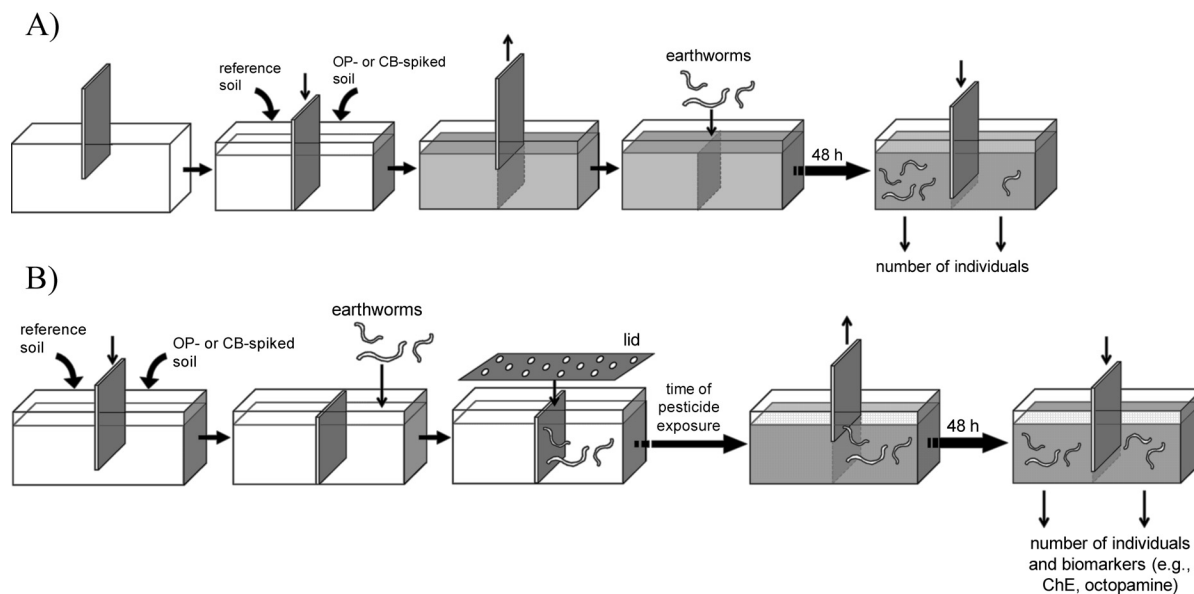 A)
reference
soil
OP- or CB-spiked
soil
earthworms
48 h
number of individuals
B)
reference
soil
OP- or CB-spiked
soil
earthworms
lid
time of
pesticide
exposure
48 h
number of individuals
and biomarkers (e.g.,
ChE, octopamine)